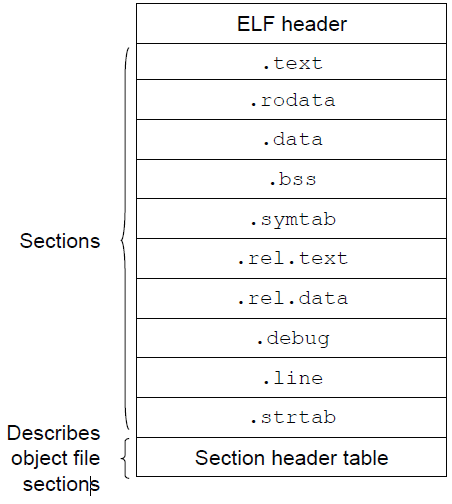 ELF header
.text
.rodata
.data
.bss
.symtab
.rel.text
.rel.data
.debug
.line
.strtab
Section header table
Sections
Describes
object file
sections